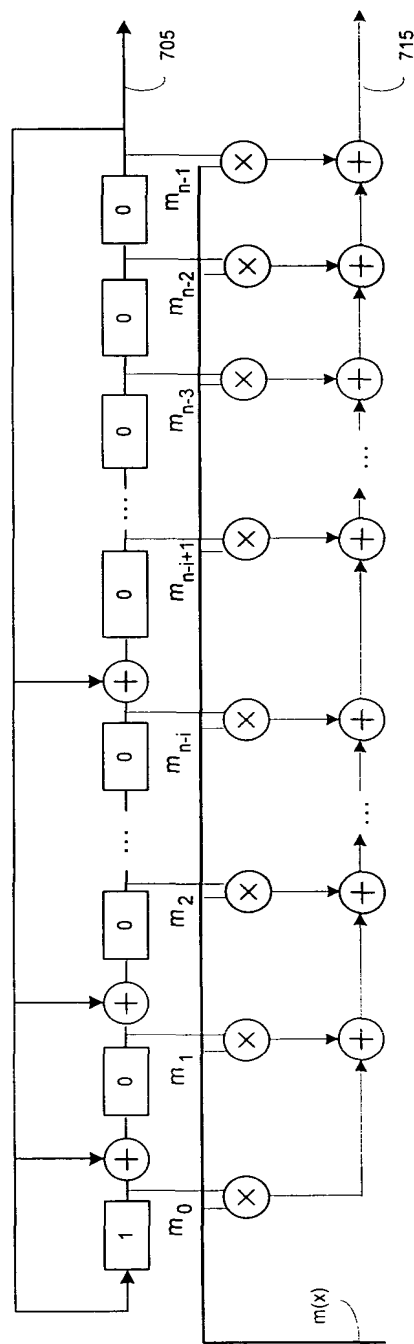 705
1 0 0 ... 0 0 ... 0 0 0
m0 m1 m2 mn-i mn-i+1 mn-3 mn-2 mn-1
× × × × × × × ×
+ + + ... + + ... + + +
715
m(x)